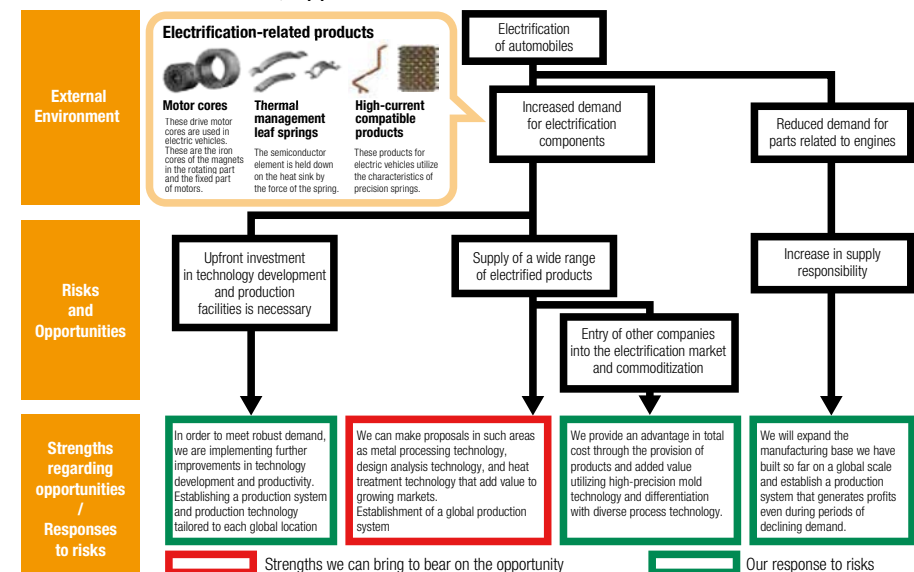 External
Environment
Electrification-related products
Motor cores
These drive motor
cores are used in
electric vehicles.
These are the iron
cores of the magnets
in the rotating part
and the fixed part
of motors.
Thermal
management
leaf springs
The semiconductor
element is held down
on the heat sink by
the force of the spring.
High-current
compatible
products
These products for
electric vehicles utilize
the characteristics of
precision springs.
Electrification
of automobiles
Increased demand
for electrification
components
Reduced demand for
parts related to engines
Risks
and
Opportunities
Upfront investment
in technology development
and production
facilities is necessary
Supply of a wide range
of electrified products
Increase in supply
responsibility
Entry of other companies
into the electrification market
and commoditization
Strengths
regarding
opportunities
/
Responses
to risks
In order to meet robust demand,
we are implementing further
improvements in technology
development and productivity.
Establishing a production system
and production technology
tailored to each global location
We can make proposals in such areas
as metal processing technology,
design analysis technology, and heat
treatment technology that add value to
growing markets.
Establishment of a global production
system
We provide an advantage in total
cost through the provision of
products and added value
utilizing high-precision mold
technology and differentiation
with diverse process technology.
We will expand the
manufacturing base we have
built so far on a global scale
and establish a production
system that generates profits
even during periods of
declining demand.
Strengths we can bring to bear on the opportunity
Our response to risks